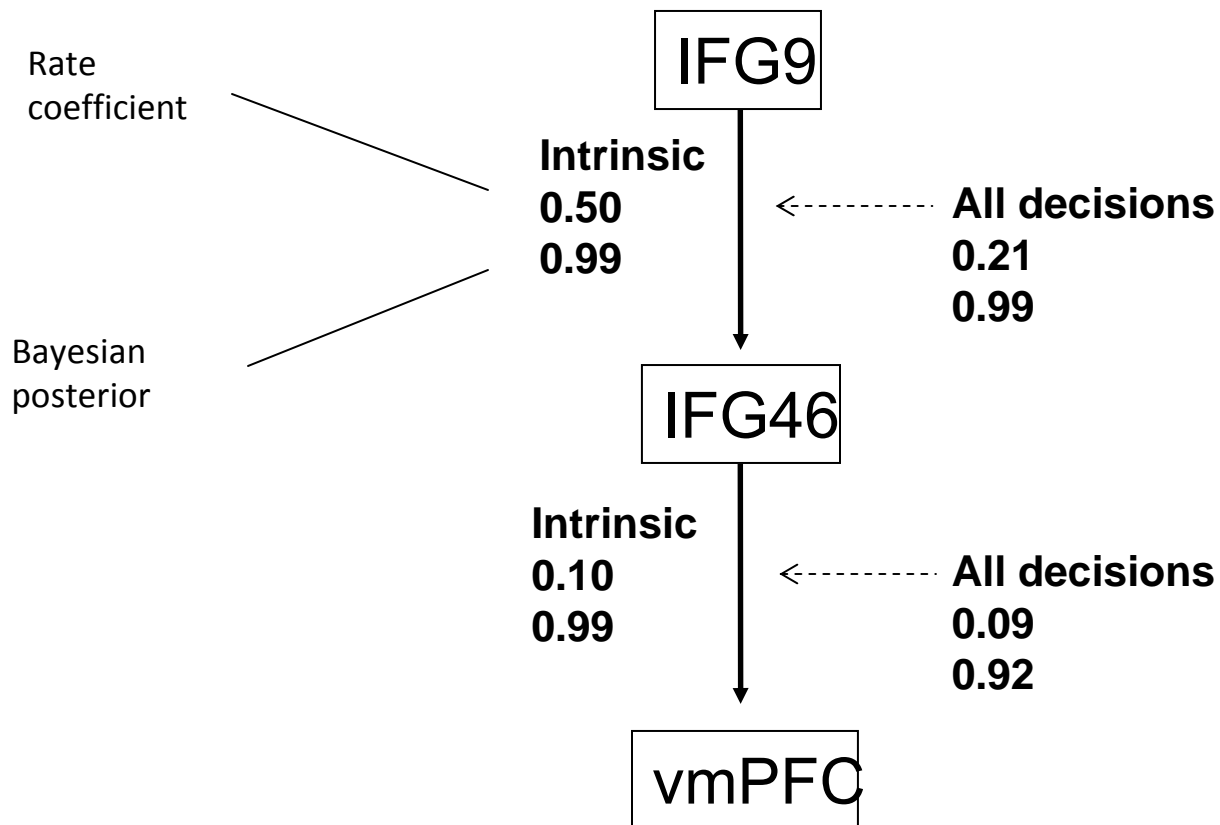 IFG9
Rate
coefficient
Intrinsic
0.50
0.99
All decisions
0.21
0.99
Bayesian
posterior
IFG46
Intrinsic
0.10
0.99
All decisions
0.09
0.92
vmPFC